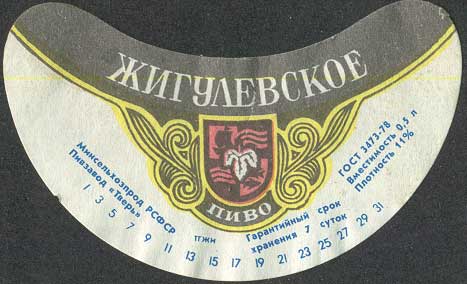 ЖИГУЛЕВСКОЕ
ПИВО
Минсельхозпрод РСФСР
Пивзавод «Тверь»
ТГЖИ
Гарантийный срок
хранения 7 суток
ГОСТ 3473-78
Вместимость 0,5 л
Плотность 11%
1 3 5 7 9 11 13 15 17 19 21 23 25 27 29 31